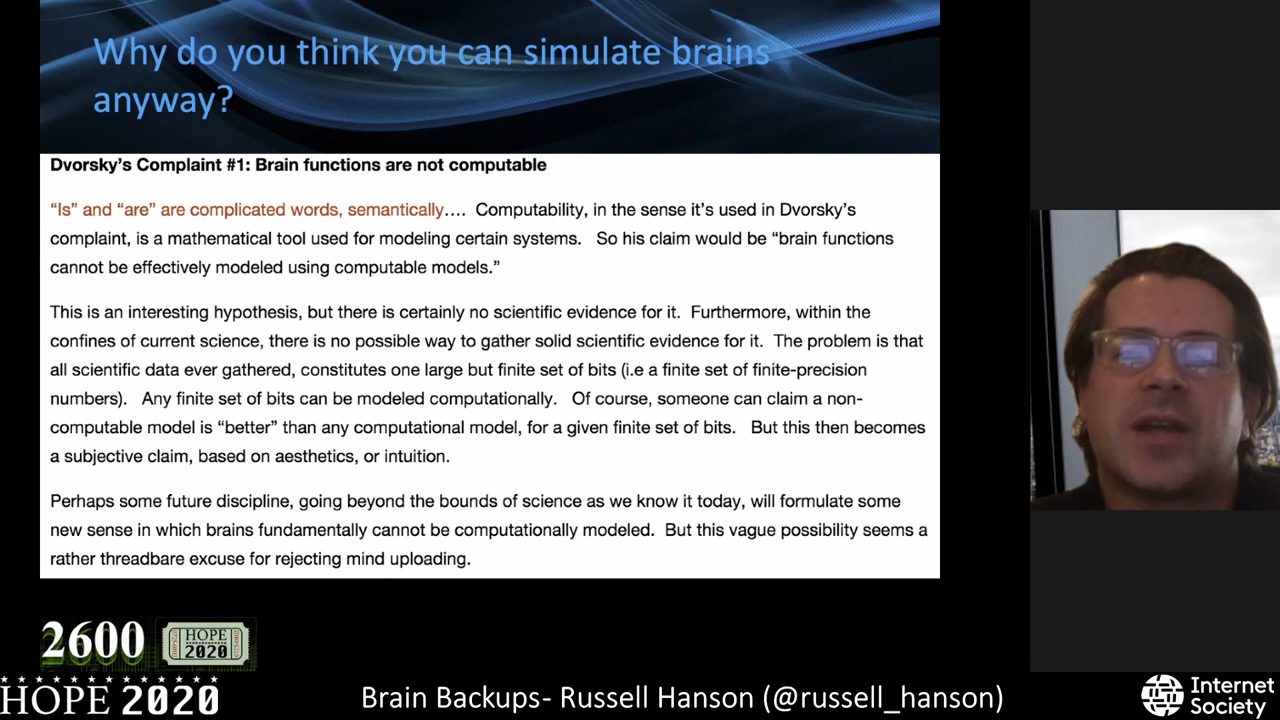 Why do you think you can simulate brains
anyway?
Dvorsky’s Complaint #1: Brain functions are not computable
“Is” and “are” are complicated words, semantically…. Computability, in the sense it’s used in Dvorsky’s
complaint, is a mathematical tool used for modeling certain systems. So his claim would be “brain functions
cannot be effectively modeled using computable models.”
This is an interesting hypothesis, but there is certainly no scientific evidence for it. Furthermore, within the
confines of current science, there is no possible way to gather solid scientific evidence for it. The problem is that
all scientific data ever gathered, constitutes one large but finite set of bits (i.e a finite set of finite-precision
numbers). Any finite set of bits can be modeled computationally. Of course, someone can claim a non-
computable model is “better” than any computational model, for a given finite set of bits. But this then becomes
a subjective claim, based on aesthetics, or intuition.
Perhaps some future discipline, going beyond the bounds of science as we know it today, will formulate some
new sense in which brains fundamentally cannot be computationally modeled. But this vague possibility seems a
rather threadbare excuse for rejecting mind uploading.
2600
HOPE
2020
HOPE 2020
Brain Backups- Russell Hanson (@russell_hanson)
Internet
Society